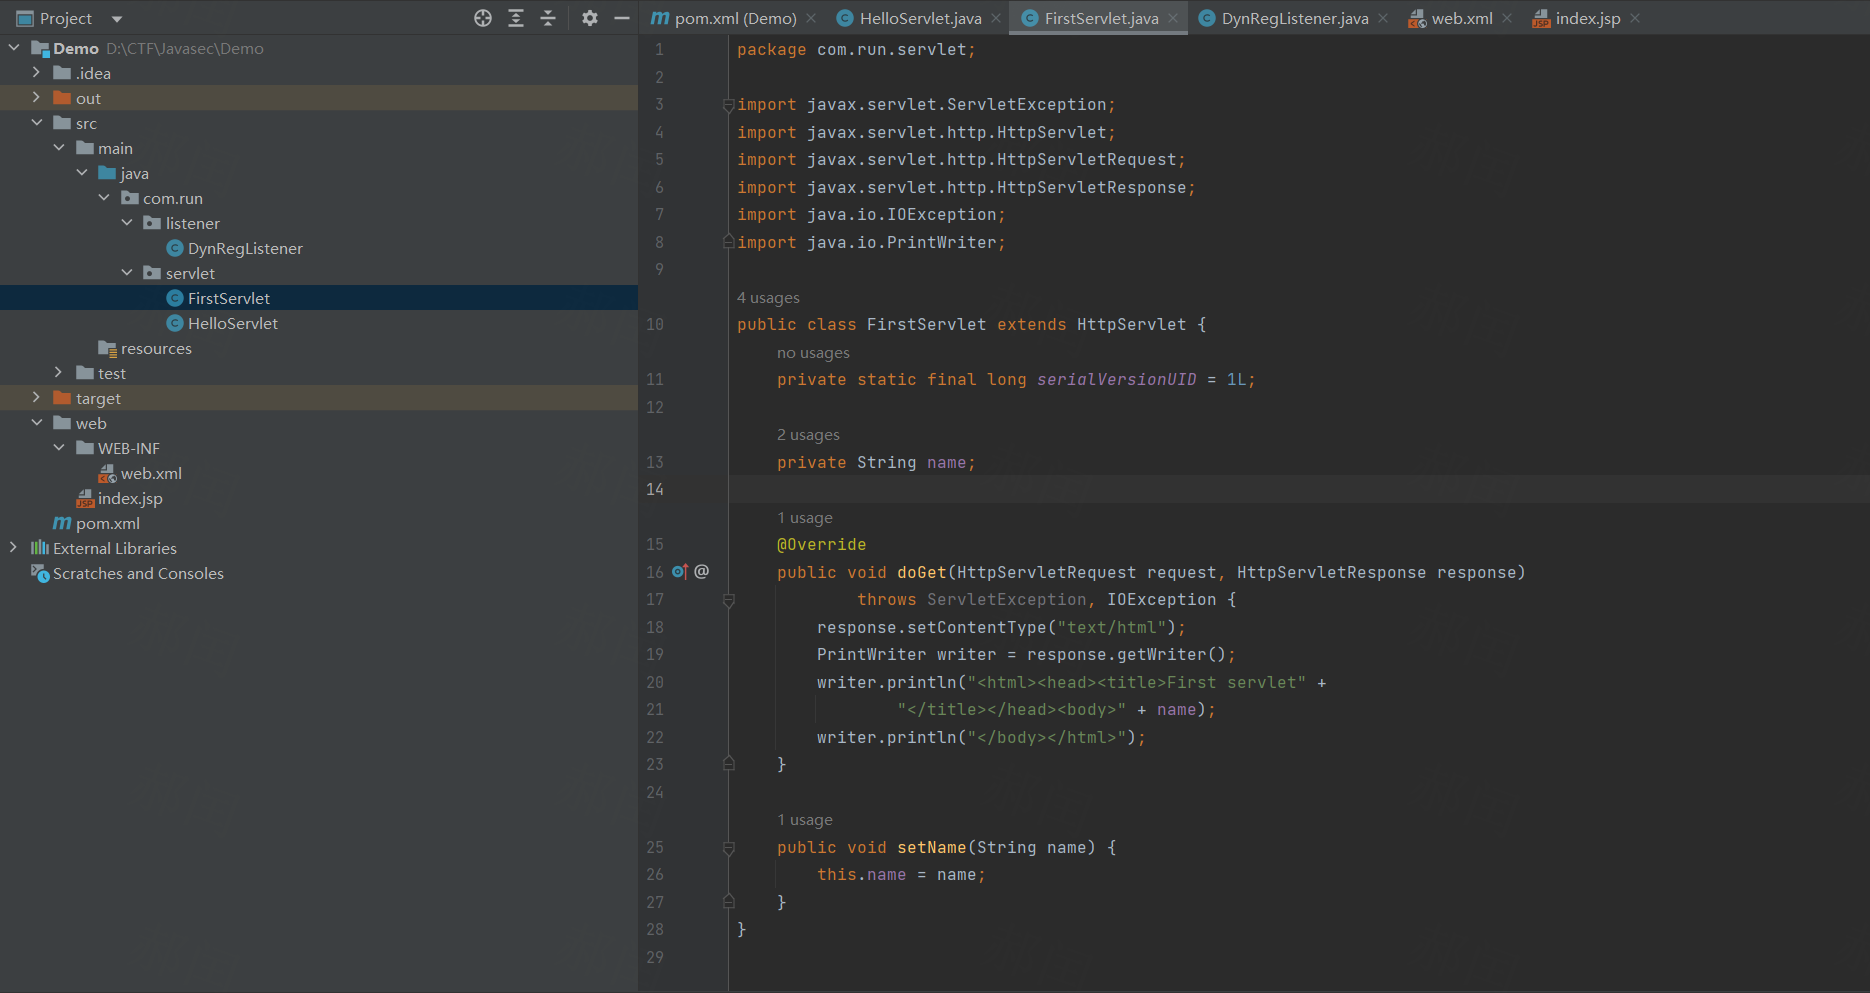 Project
pom.xml (Demo)
HelloServlet.java
FirstServlet.java
DynRegListener.java
web.xml
index.jsp
Demo D:\CTF\Javasec\Demo
.idea
out
src
main
java
com.run
listener
DynRegListener
servlet
FirstServlet
HelloServlet
resources
test
target
web
WEB-INF
web.xml
index.jsp
pom.xml
External Libraries
Scratches and Consoles
1 package com.run.servlet;
2
3 import javax.servlet.ServletException;
4 import javax.servlet.http.HttpServlet;
5 import javax.servlet.http.HttpServletRequest;
6 import javax.servlet.http.HttpServletResponse;
7 import java.io.IOException;
8 import java.io.PrintWriter;
9
4 usages
10 public class FirstServlet extends HttpServlet {
no usages
11 private static final long serialVersionUID = 1L;
12
2 usages
13 private String name;
14
1 usage
15 @Override
16 @ public void doGet(HttpServletRequest request, HttpServletResponse response)
17 throws ServletException, IOException {
18 response.setContentType("text/html");
19 PrintWriter writer = response.getWriter();
20 writer.println("<html><head><title>First servlet" +
21 "</title></head><body>" + name);
22 writer.println("</body></html>");
23 }
24
1 usage
25 public void setName(String name) {
26 this.name = name;
27 }
28 }
29